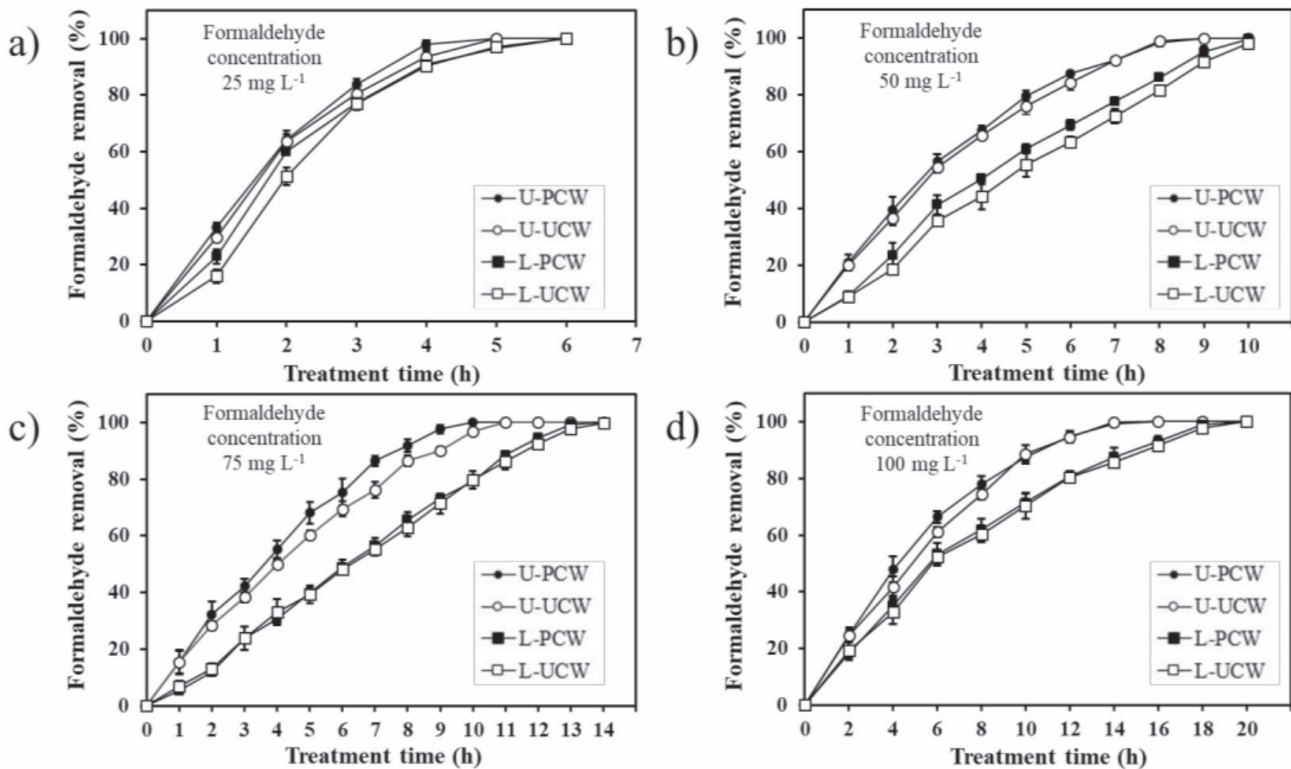 a)
Formaldehyde removal (%)
100
80
60
40
20
0
Formaldehyde
concentration
25 mg L⁻¹
U-PCW
U-UCW
L-PCW
L-UCW
0 1 2 3 4 5 6 7
Treatment time (h)
b)
Formaldehyde removal (%)
100
80
60
40
20
0
Formaldehyde
concentration
50 mg L⁻¹
U-PCW
U-UCW
L-PCW
L-UCW
0 1 2 3 4 5 6 7 8 9 10
Treatment time (h)
c)
Formaldehyde removal (%)
100
80
60
40
20
0
Formaldehyde
concentration
75 mg L⁻¹
U-PCW
U-UCW
L-PCW
L-UCW
0 1 2 3 4 5 6 7 8 9 10 11 12 13 14
Treatment time (h)
d)
Formaldehyde removal (%)
100
80
60
40
20
0
Formaldehyde
concentration
100 mg L⁻¹
U-PCW
U-UCW
L-PCW
L-UCW
0 2 4 6 8 10 12 14 16 18 20
Treatment time (h)